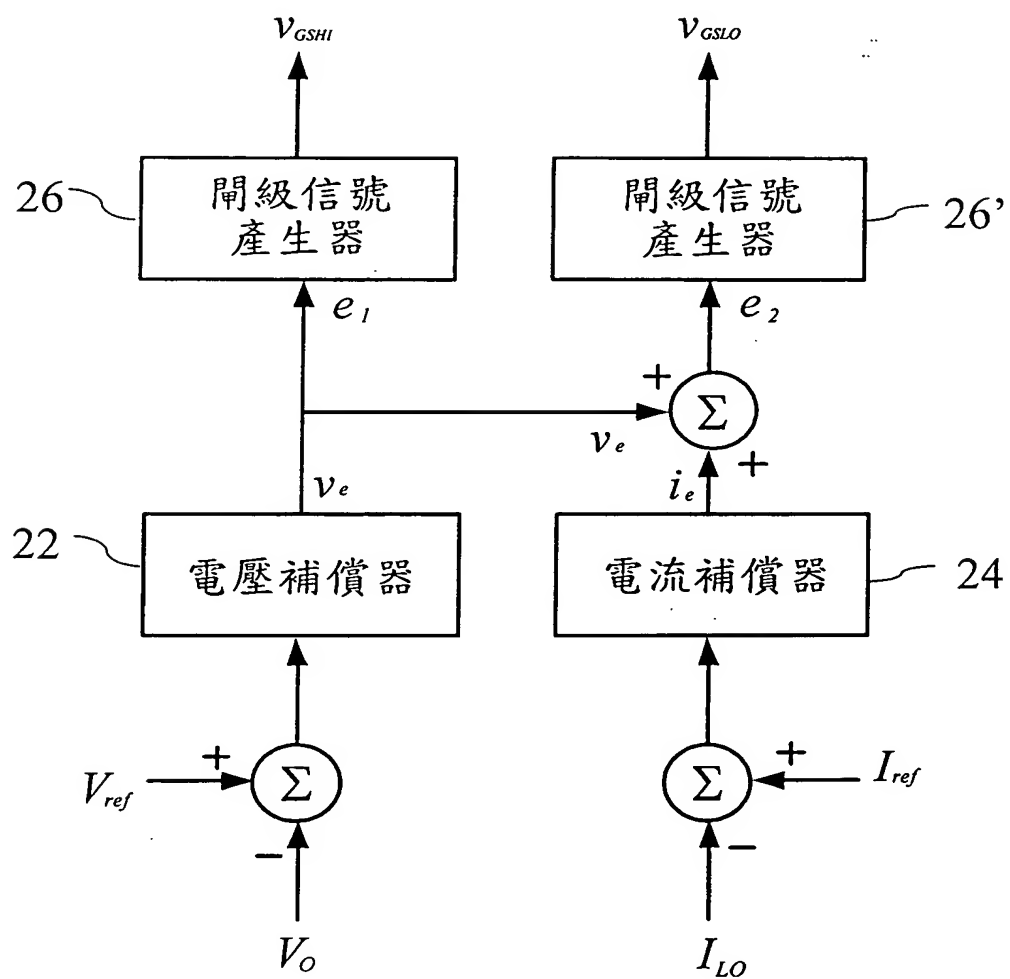 v_GSHI
v_GSLO
26
閘級信號
產生器
閘級信號
產生器
26’
e_1
e_2
+
Σ
v_e
+
v_e
i_e
22
電壓補償器
電流補償器
24
+
+
V_ref
Σ
Σ
I_ref
−
−
V_O
I_LO